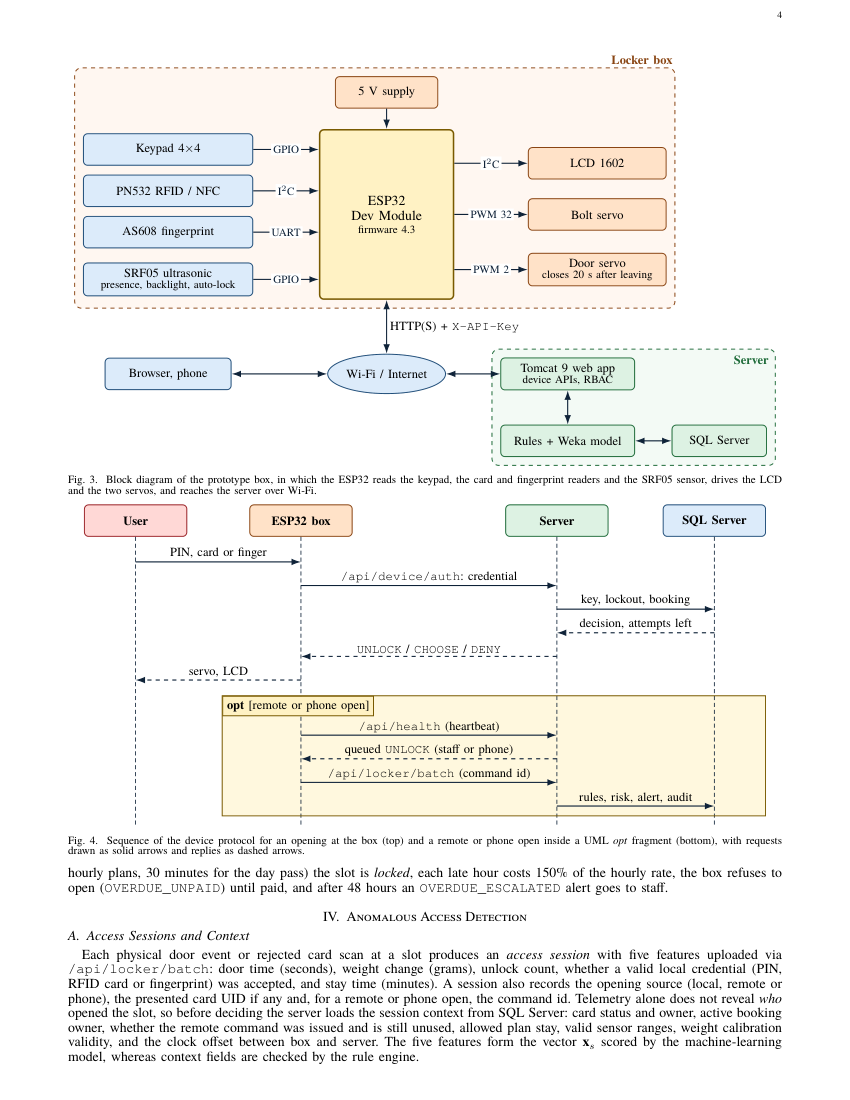 4
Locker box
5 V supply
Keypad 4×4
GPIO
PN532 RFID / NFC
I²C
AS608 fingerprint
UART
SRF05 ultrasonic
presence, backlight, auto-lock
GPIO
ESP32
Dev Module
firmware 4.3
I²C
LCD 1602
PWM 32
Bolt servo
PWM 2
Door servo
closes 20 s after leaving
HTTP(S) + X-API-Key
Server
Browser, phone
Wi-Fi / Internet
Tomcat 9 web app
device APIs, RBAC
Rules + Weka model
SQL Server
Fig. 3. Block diagram of the prototype box, in which the ESP32 reads the keypad, the card and fingerprint readers and the SRF05 sensor, drives the LCD
and the two servos, and reaches the server over Wi-Fi.
User
ESP32 box
Server
SQL Server
PIN, card or finger
/api/device/auth: credential
key, lockout, booking
decision, attempts left
UNLOCK / CHOOSE / DENY
servo, LCD
opt [remote or phone open]
/api/health (heartbeat)
queued UNLOCK (staff or phone)
/api/locker/batch (command id)
rules, risk, alert, audit
Fig. 4. Sequence of the device protocol for an opening at the box (top) and a remote or phone open inside a UML opt fragment (bottom), with requests
drawn as solid arrows and replies as dashed arrows.
hourly plans, 30 minutes for the day pass) the slot is locked, each late hour costs 150% of the hourly rate, the box refuses to
open (OVERDUE_UNPAID) until paid, and after 48 hours an OVERDUE_ESCALATED alert goes to staff.
IV. Anomalous Access Detection
A. Access Sessions and Context
Each physical door event or rejected card scan at a slot produces an access session with five features uploaded via
/api/locker/batch: door time (seconds), weight change (grams), unlock count, whether a valid local credential (PIN,
RFID card or fingerprint) was accepted, and stay time (minutes). A session also records the opening source (local, remote or
phone), the presented card UID if any and, for a remote or phone open, the command id. Telemetry alone does not reveal who
opened the slot, so before deciding the server loads the session context from SQL Server: card status and owner, active booking
owner, whether the remote command was issued and is still unused, allowed plan stay, valid sensor ranges, weight calibration
validity, and the clock offset between box and server. The five features form the vector xₛ scored by the machine-learning
model, whereas context fields are checked by the rule engine.